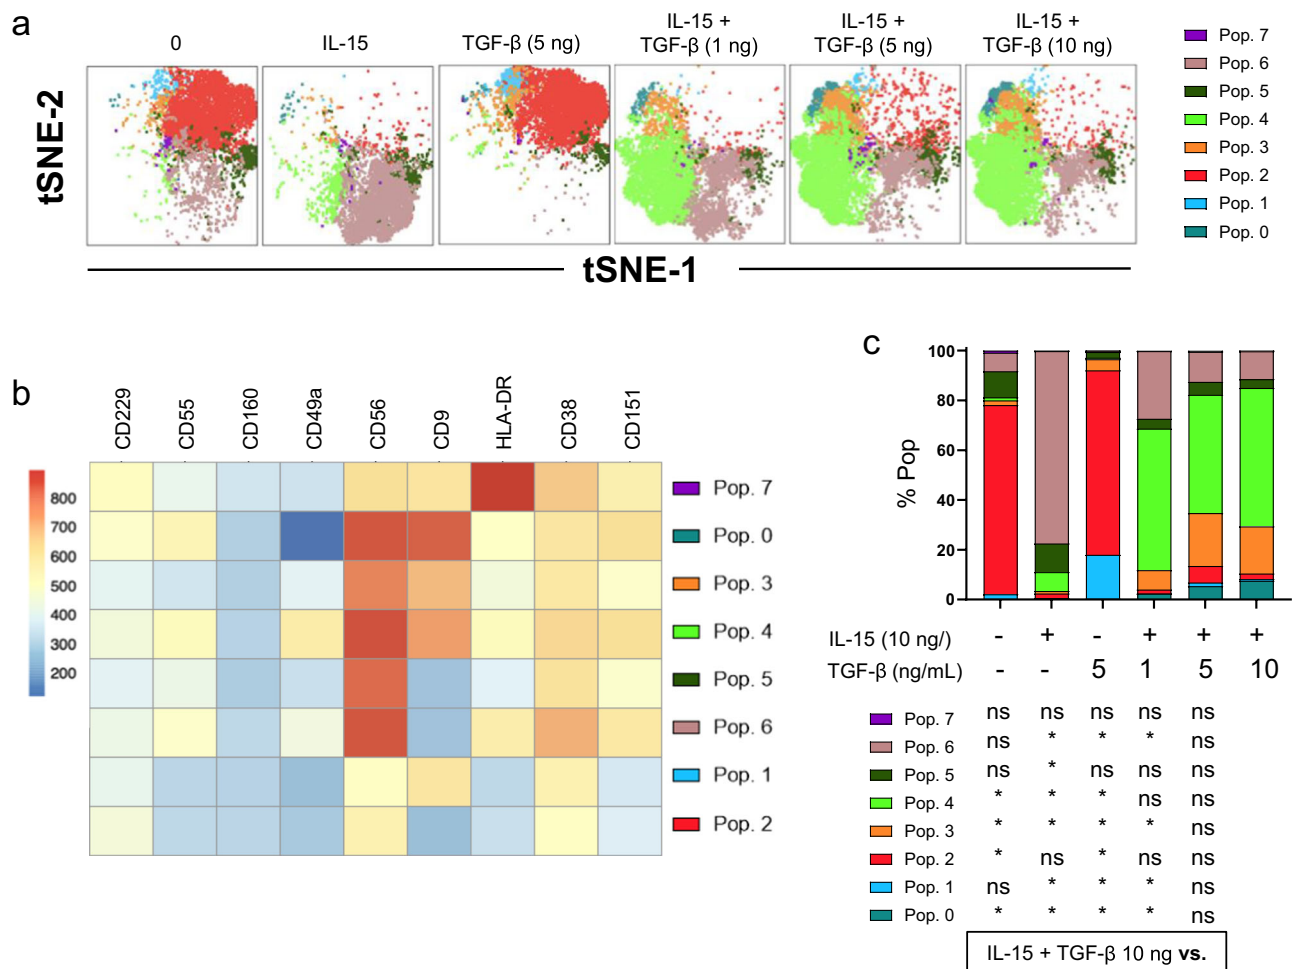 a
0
IL-15
TGF-β (5 ng)
IL-15 +
TGF-β (1 ng)
IL-15 +
TGF-β (5 ng)
IL-15 +
TGF-β (10 ng)
tSNE-2
tSNE-1
Pop. 7
Pop. 6
Pop. 5
Pop. 4
Pop. 3
Pop. 2
Pop. 1
Pop. 0
b
CD229
CD55
CD160
CD49a
CD56
CD9
HLA-DR
CD38
CD151
800
700
600
500
400
300
200
Pop. 7
Pop. 0
Pop. 3
Pop. 4
Pop. 5
Pop. 6
Pop. 1
Pop. 2
c
% Pop
100
80
60
40
20
0
IL-15 (10 ng/) - + - + + +
TGF-β (ng/mL) - - 5 1 5 10
Pop. 7 ns ns ns ns ns
Pop. 6 ns * * * ns
Pop. 5 ns * ns ns ns
Pop. 4 * * * ns ns
Pop. 3 * * * * ns
Pop. 2 * ns * ns ns
Pop. 1 ns * * * ns
Pop. 0 * * * * ns
IL-15 + TGF-β 10 ng vs.